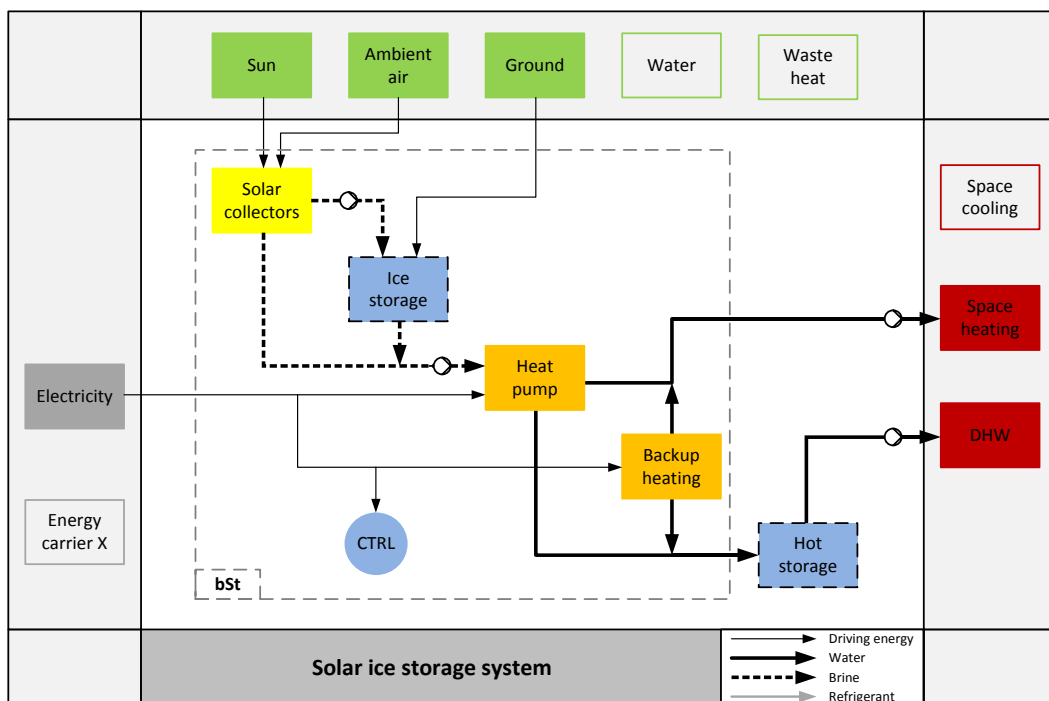 Sun
Ambient
air
Ground
Water
Waste
heat
Solar
collectors
Space
cooling
Ice
storage
Space
heating
Heat
pump
Electricity
Backup
heating
DHW
Energy
carrier X
CTRL
Hot
storage
bSt
Solar ice storage system
Driving energy
Water
Brine
Refrigerant